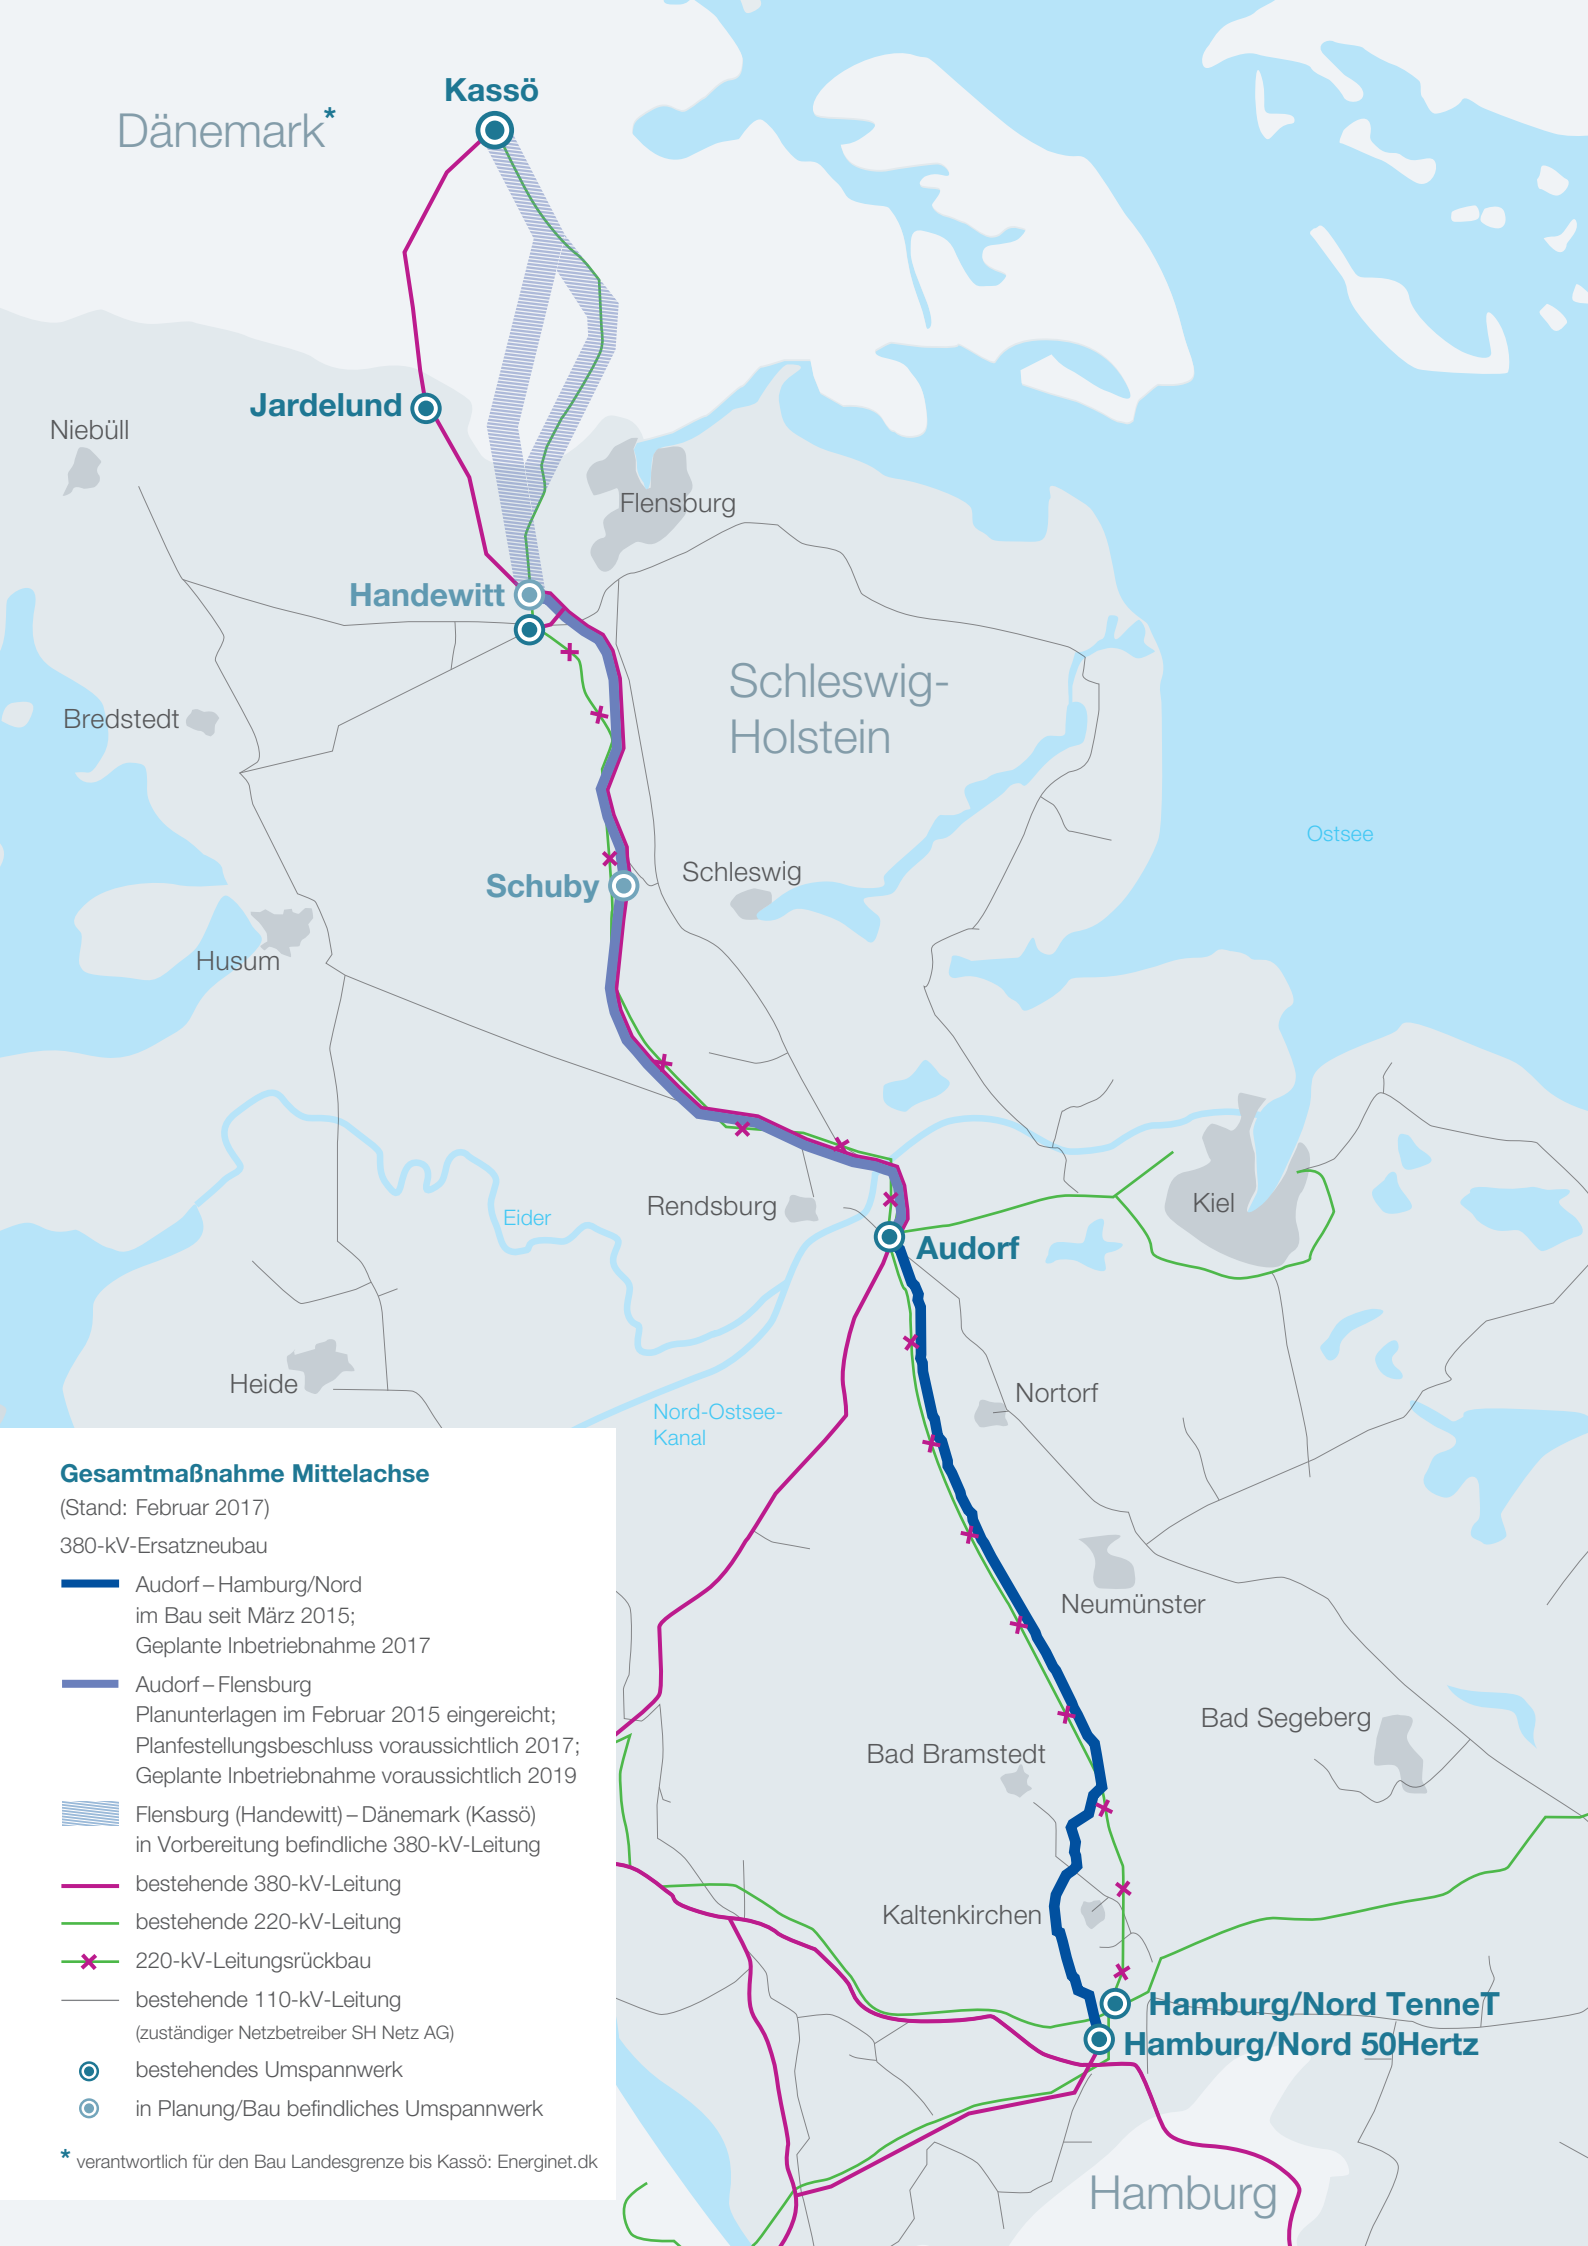 Kassö
Dänemark*
Jardelund
Niebüll
Flensburg
Handewitt
Schleswig-
Holstein
Bredstedt
Ostsee
Schleswig
Schuby
Husum
Rendsburg
Kiel
Eider
Audorf
Heide
Nortorf
Nord-Ostsee-
Kanal
Neumünster
Bad Segeberg
Bad Bramstedt
Kaltenkirchen
Hamburg/Nord TenneT
Hamburg/Nord 50Hertz
Hamburg
Gesamtmaßnahme Mittelachse
(Stand: Februar 2017)
380-kV-Ersatzneubau
Audorf – Hamburg/Nord
im Bau seit März 2015;
Geplante Inbetriebnahme 2017
Audorf – Flensburg
Planunterlagen im Februar 2015 eingereicht;
Planfestellungsbeschluss voraussichtlich 2017;
Geplante Inbetriebnahme voraussichtlich 2019
Flensburg (Handewitt) – Dänemark (Kassö)
in Vorbereitung befindliche 380-kV-Leitung
bestehende 380-kV-Leitung
bestehende 220-kV-Leitung
220-kV-Leitungsrückbau
bestehende 110-kV-Leitung
(zuständiger Netzbetreiber SH Netz AG)
bestehendes Umspannwerk
in Planung/Bau befindliches Umspannwerk
* verantwortlich für den Bau Landesgrenze bis Kassö: Energinet.dk